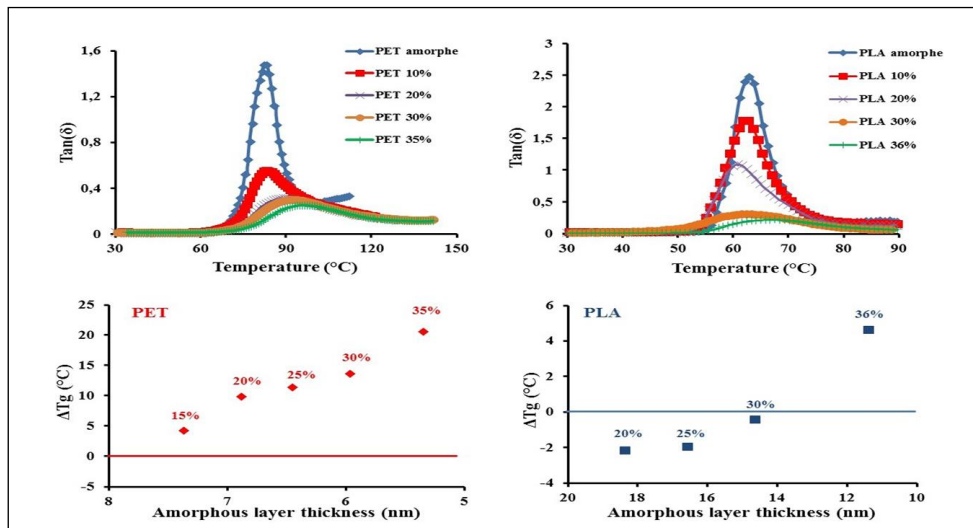 1,6
1,2
0,8
0,4
0
30
60
90
120
150
Tan(δ)
Temperature (°C)
PET amorphe
PET 10%
PET 20%
PET 30%
PET 35%
3
2,5
2
1,5
1
0,5
0
30
40
50
60
70
80
90
Tan(δ)
Temperature (°C)
PLA amorphe
PLA 10%
PLA 20%
PLA 30%
PLA 36%
25
20
15
10
5
0
-5
8
7
6
5
ΔTg (°C)
Amorphous layer thickness (nm)
PET
15%
20%
25%
30%
35%
6
4
2
0
-2
-4
20
18
16
14
12
10
ΔTg (°C)
Amorphous layer thickness (nm)
PLA
20%
25%
30%
36%